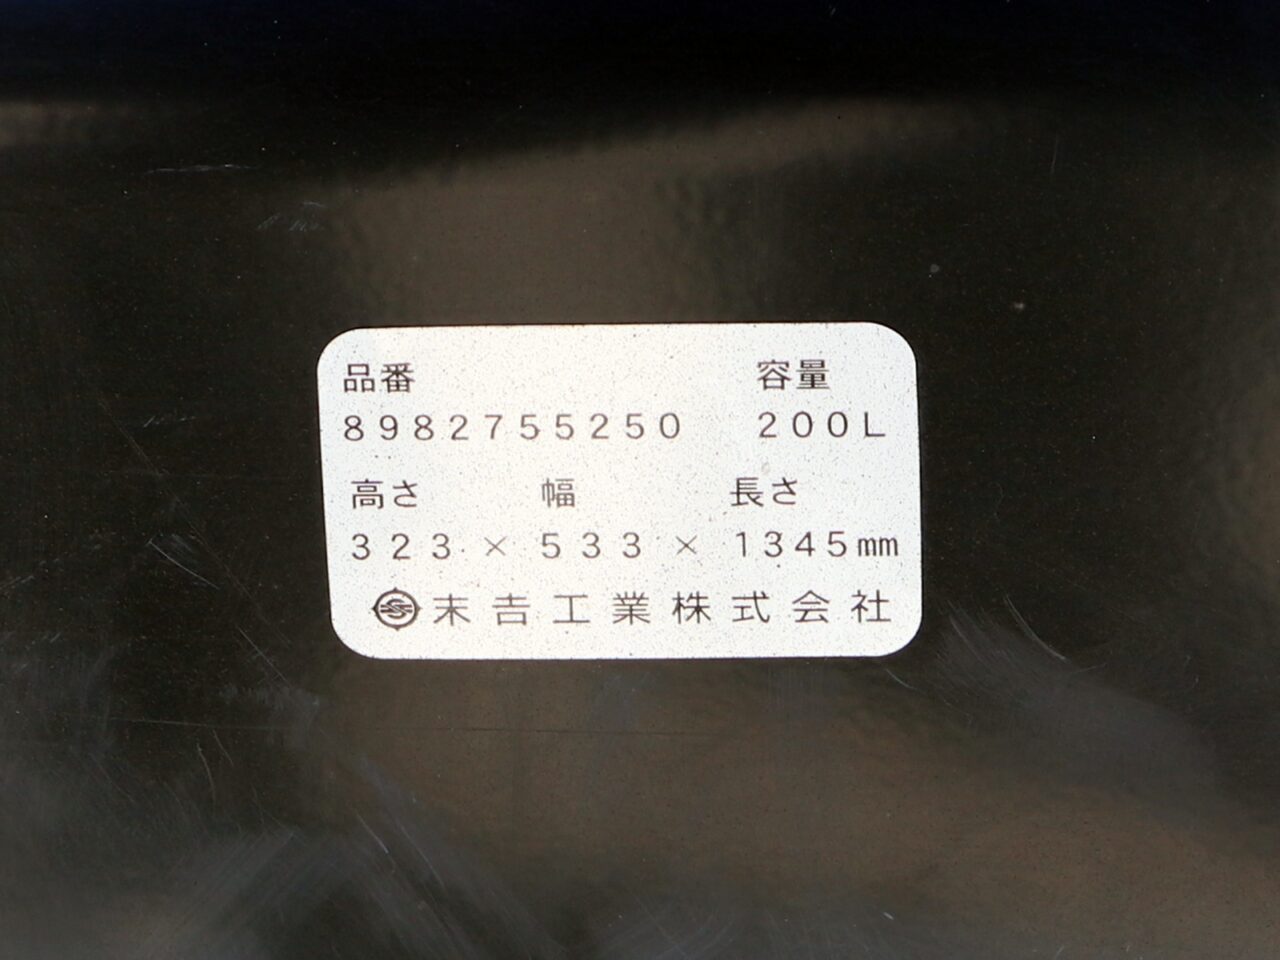 品番 容量
8982755250 200L
高さ 幅 長さ
323 × 533 × 1345mm
末吉工業株式会社